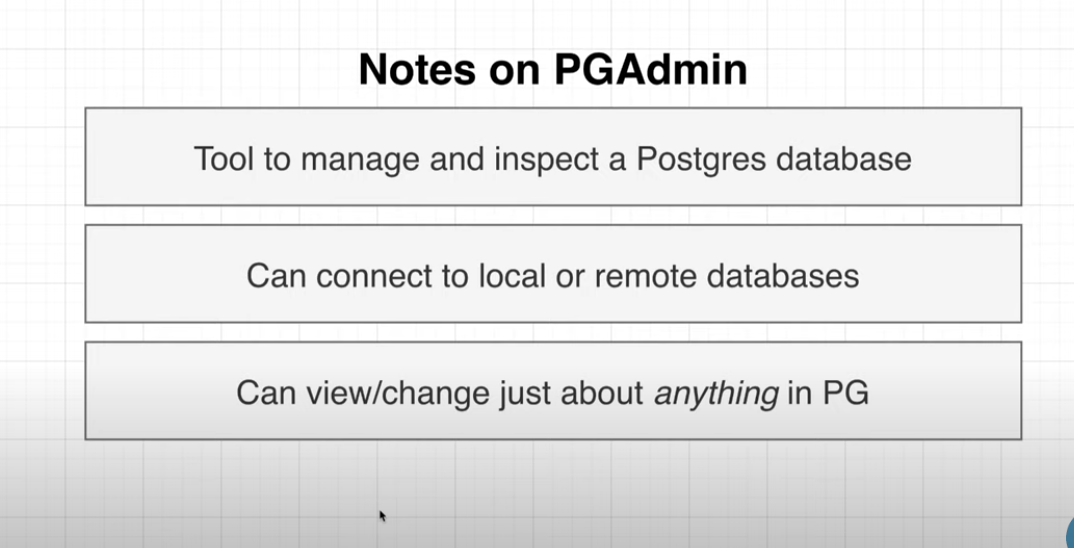 Notes on PGAdmin
Tool to manage and inspect a Postgres database
Can connect to local or remote databases
Can view/change just about anything in PG